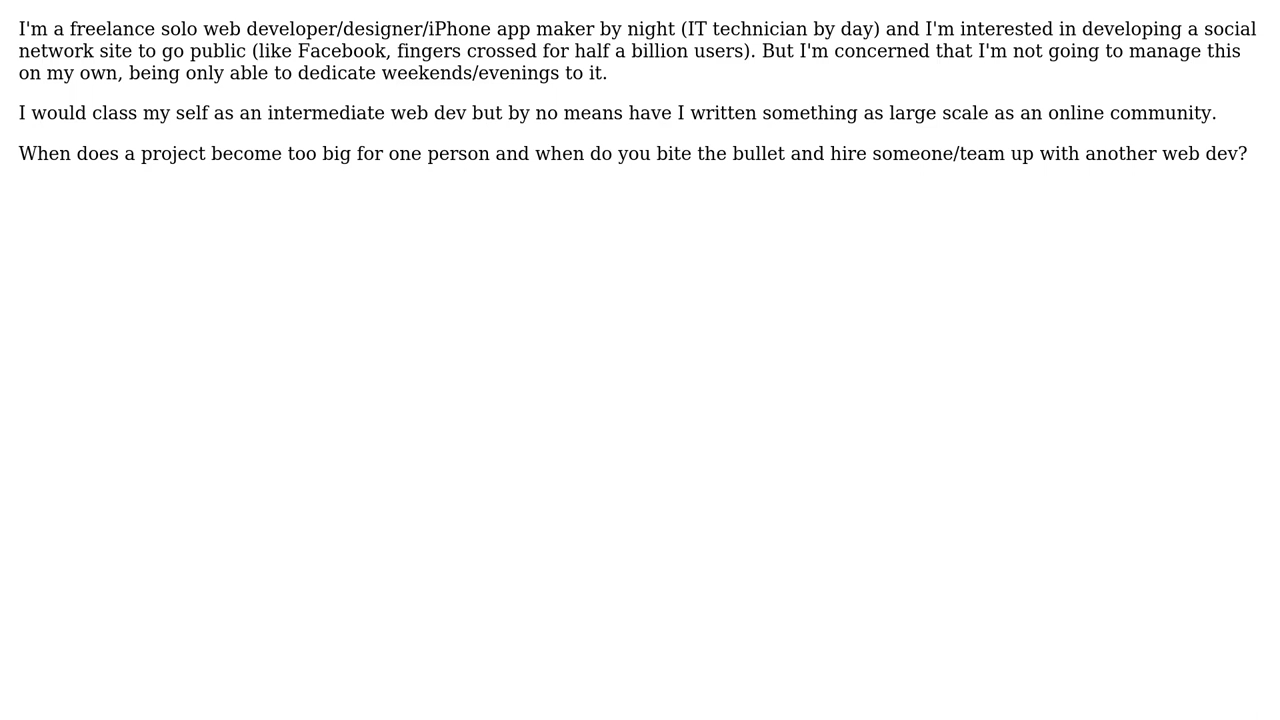 I'm a freelance solo web developer/designer/iPhone app maker by night (IT technician by day) and I'm interested in developing a social
network site to go public (like Facebook, fingers crossed for half a billion users). But I'm concerned that I'm not going to manage this
on my own, being only able to dedicate weekends/evenings to it.
I would class my self as an intermediate web dev but by no means have I written something as large scale as an online community.
When does a project become too big for one person and when do you bite the bullet and hire someone/team up with another web dev?